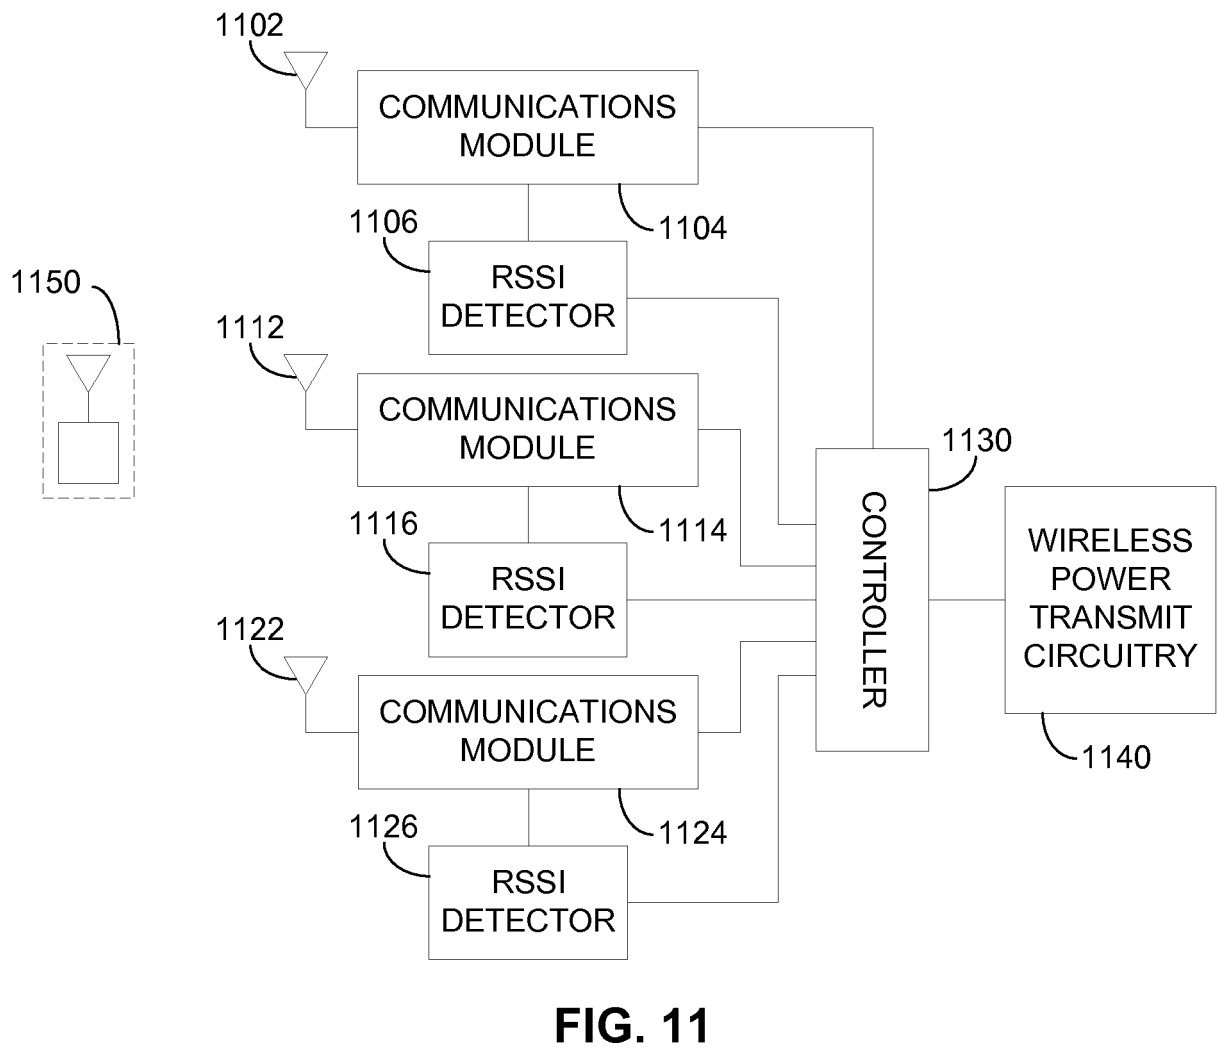 1102
COMMUNICATIONS
MODULE
1104
1106
RSSI
DETECTOR
1150
1112
COMMUNICATIONS
MODULE
1114
1116
RSSI
DETECTOR
1122
COMMUNICATIONS
MODULE
1124
1126
RSSI
DETECTOR
1130
CONTROLLER
WIRELESS
POWER
TRANSMIT
CIRCUITRY
1140
FIG. 11